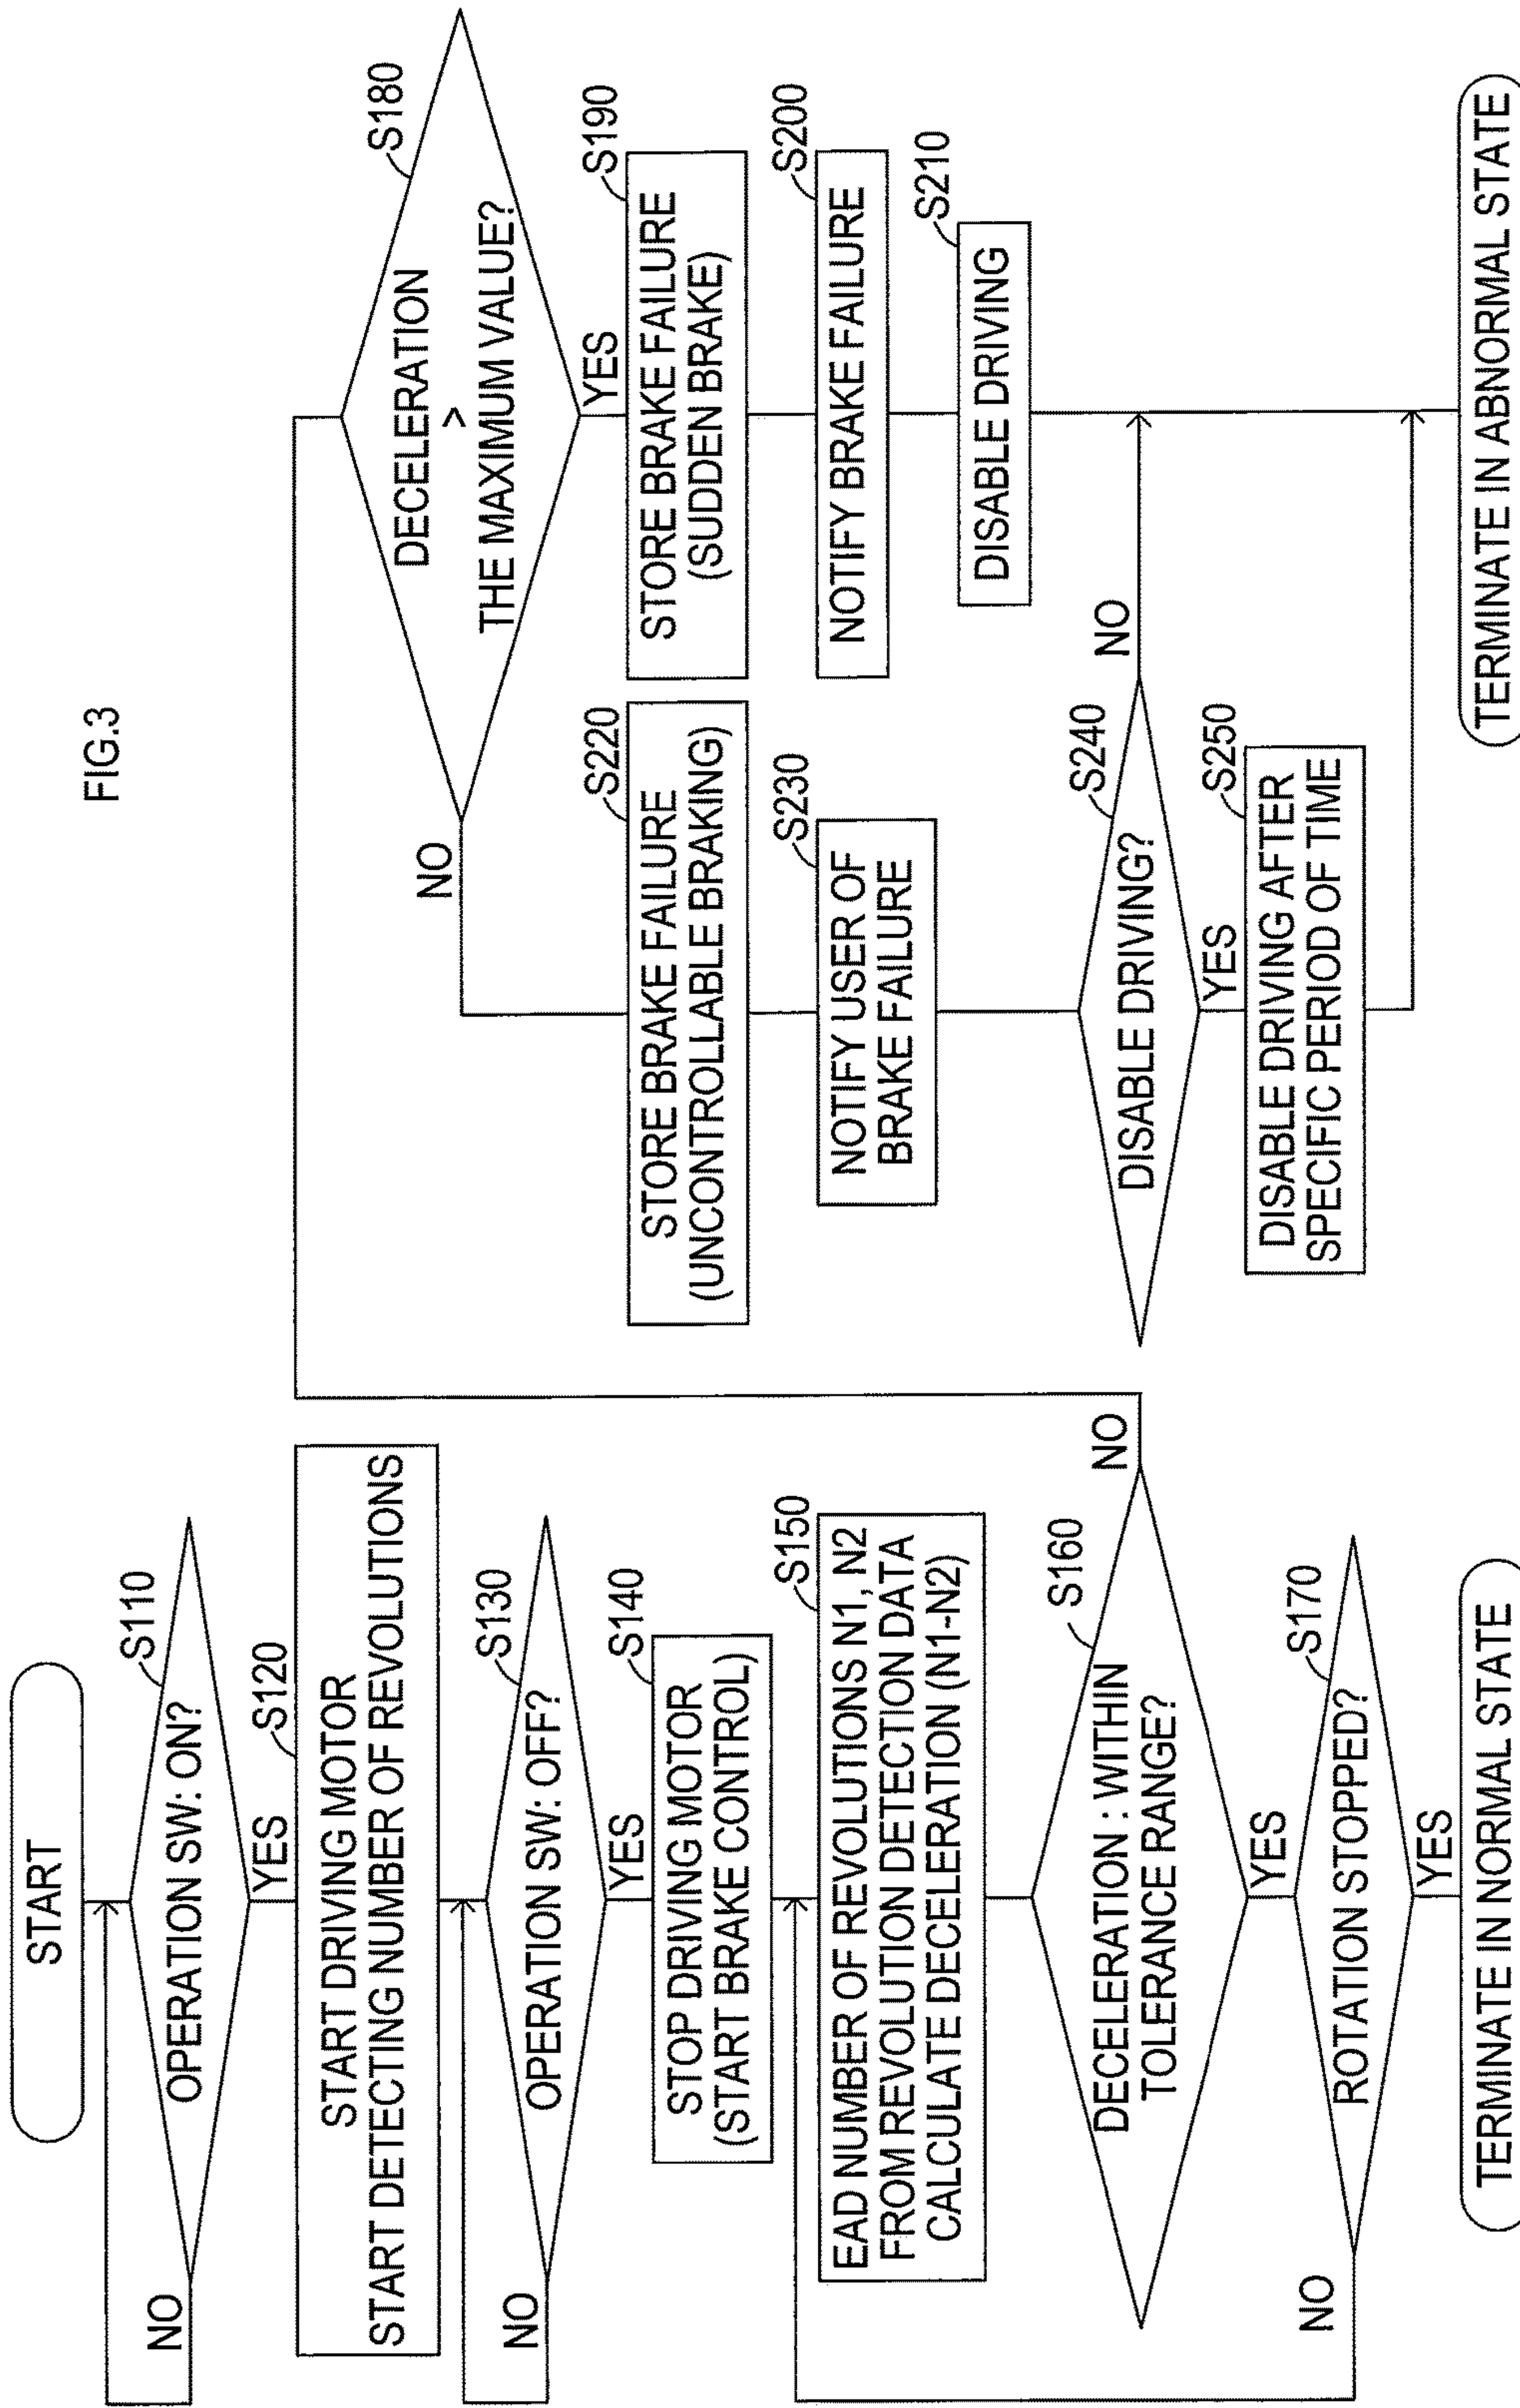 FIG.3
START
S110
OPERATION SW: ON?
NO
YES
S120
START DRIVING MOTOR
START DETECTING NUMBER OF REVOLUTIONS
S130
OPERATION SW: OFF?
NO
YES
S140
STOP DRIVING MOTOR
(START BRAKE CONTROL)
S150
EAD NUMBER OF REVOLUTIONS N1, N2
FROM REVOLUTION DETECTION DATA
CALCULATE DECELERATION (N1-N2)
S160
DECELERATION : WITHIN
TOLERANCE RANGE?
NO
YES
S170
ROTATION STOPPED?
NO
YES
TERMINATE IN NORMAL STATE
S180
DECELERATION
>
THE MAXIMUM VALUE?
NO
YES
S190
STORE BRAKE FAILURE
(SUDDEN BRAKE)
S200
NOTIFY BRAKE FAILURE
S210
DISABLE DRIVING
S220
STORE BRAKE FAILURE
(UNCONTROLLABLE BRAKING)
S230
NOTIFY USER OF
BRAKE FAILURE
S240
DISABLE DRIVING?
NO
YES
S250
DISABLE DRIVING AFTER
SPECIFIC PERIOD OF TIME
TERMINATE IN ABNORMAL STATE